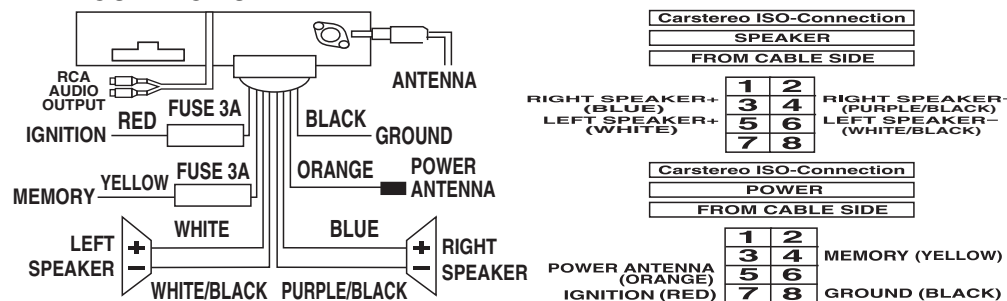 RCA
AUDIO
OUTPUT
ANTENNA
IGNITION
RED
FUSE 3A
BLACK
GROUND
MEMORY
YELLOW
FUSE 3A
ORANGE
POWER
ANTENNA
WHITE
BLUE
LEFT
SPEAKER
+
−
+
−
RIGHT
SPEAKER
WHITE/BLACK
PURPLE/BLACK
Carstereo ISO-Connection
SPEAKER
FROM CABLE SIDE
1 2
RIGHT SPEAKER+
(BLUE)
3 4
RIGHT SPEAKER-
(PURPLE/BLACK)
LEFT SPEAKER+
(WHITE)
5 6
LEFT SPEAKER−
(WHITE/BLACK)
7 8
Carstereo ISO-Connection
POWER
FROM CABLE SIDE
1 2
3 4
MEMORY (YELLOW)
POWER ANTENNA
(ORANGE)
5 6
IGNITION (RED)
7 8
GROUND (BLACK)